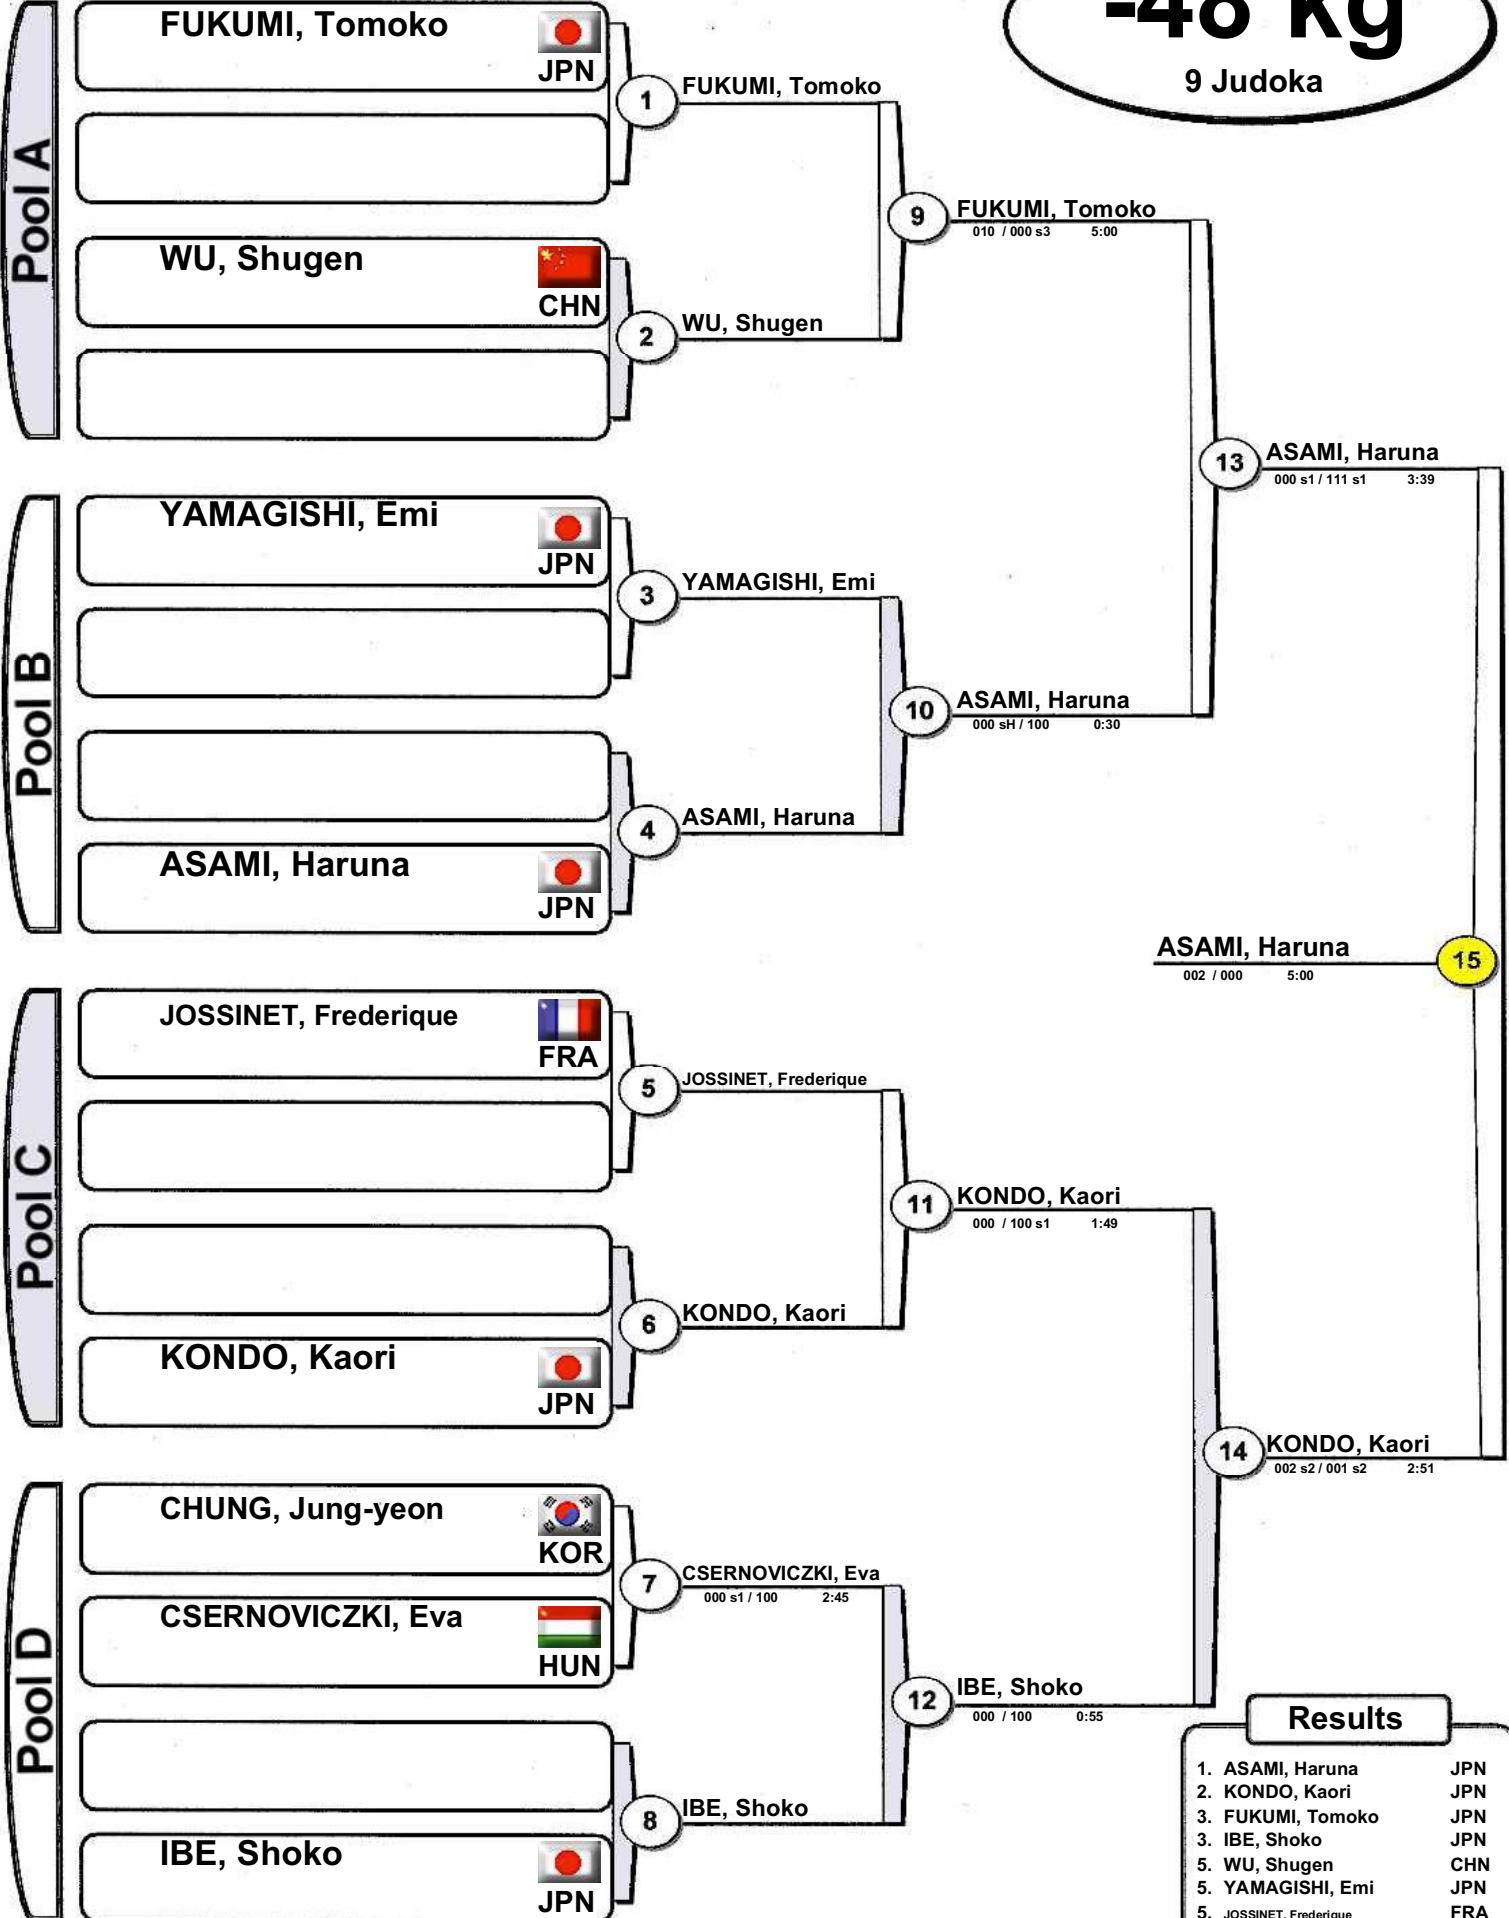 -48 kg
9 Judoka
Pool A
FUKUMI, Tomoko
JPN
WU, Shugen
CHN
1
FUKUMI, Tomoko
2
WU, Shugen
9
FUKUMI, Tomoko
010 / 000 s3 5:00
Pool B
YAMAGISHI, Emi
JPN
ASAMI, Haruna
JPN
3
YAMAGISHI, Emi
4
ASAMI, Haruna
10
ASAMI, Haruna
000 sH / 100 0:30
13
ASAMI, Haruna
000 s1 / 111 s1 3:39
ASAMI, Haruna
002 / 000 5:00
15
Pool C
JOSSINET, Frederique
FRA
KONDO, Kaori
JPN
5
JOSSINET, Frederique
6
KONDO, Kaori
11
KONDO, Kaori
000 / 100 s1 1:49
Pool D
CHUNG, Jung-yeon
KOR
CSERNOVICZKI, Eva
HUN
IBE, Shoko
JPN
7
CSERNOVICZKI, Eva
000 s1 / 100 2:45
8
IBE, Shoko
12
IBE, Shoko
000 / 100 0:55
14
KONDO, Kaori
002 s2 / 001 s2 2:51
Results
1. ASAMI, Haruna JPN
2. KONDO, Kaori JPN
3. FUKUMI, Tomoko JPN
3. IBE, Shoko JPN
5. WU, Shugen CHN
5. YAMAGISHI, Emi JPN
5. JOSSINET, Frederique FRA